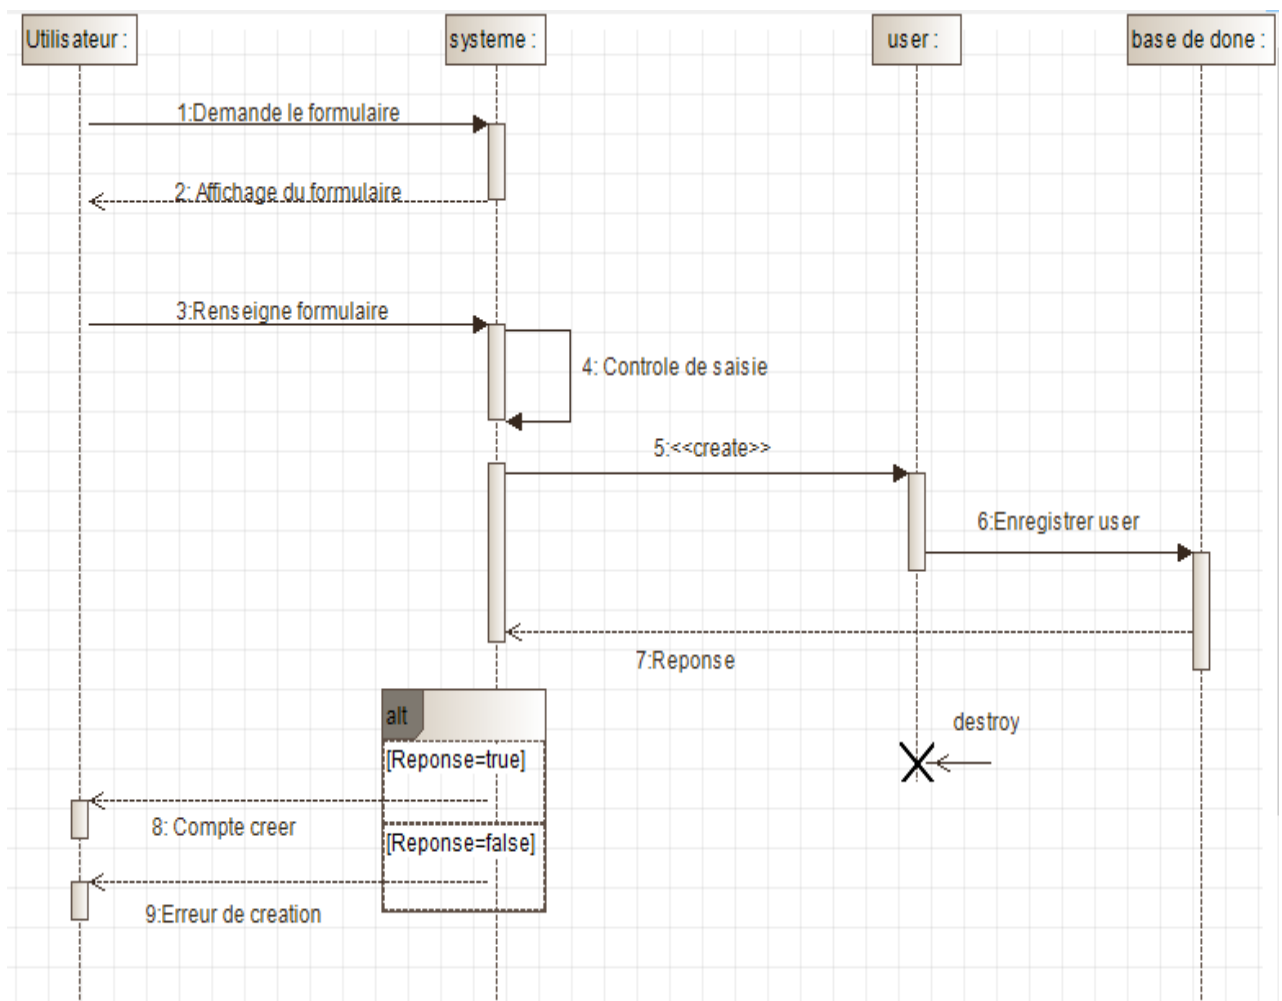 Utilisateur :
systeme :
user :
base de done :
1:Demande le formulaire
2: Affichage du formulaire
3:Renseigne formulaire
4: Controle de saisie
5:<<create>>
6:Enregistrer user
7:Reponse
alt
destroy
[Reponse=true]
8: Compte creer
[Reponse=false]
9:Erreur de creation